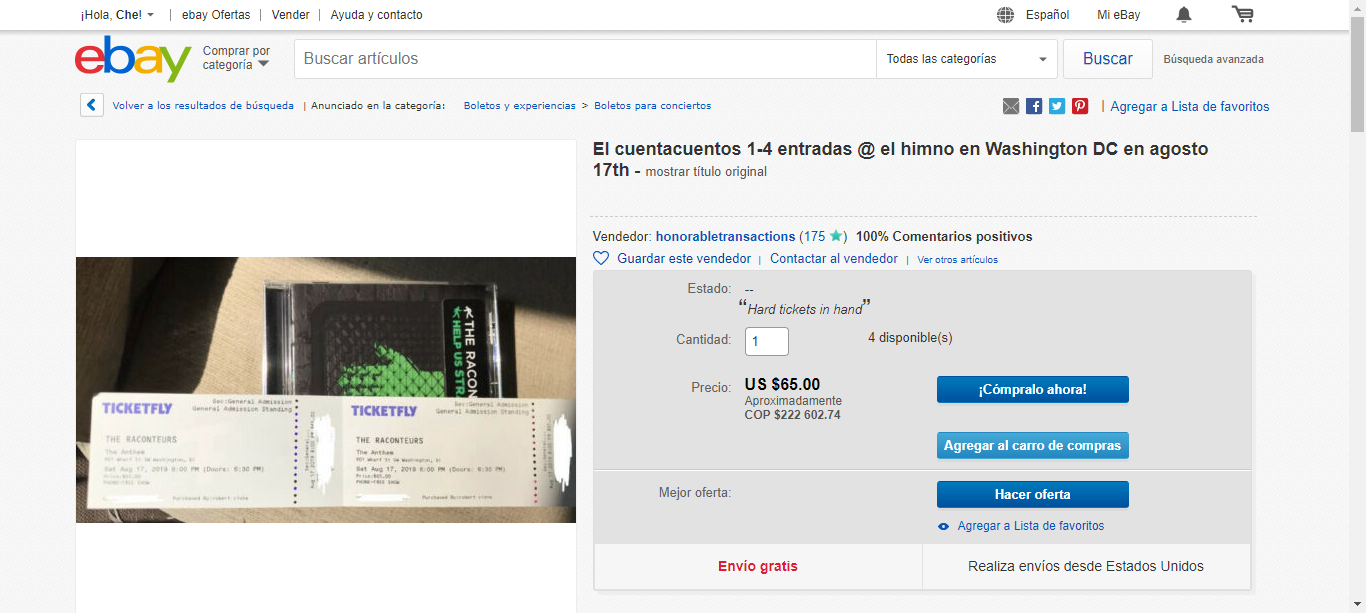 ¡Hola, Che! | ebay Ofertas | Vender | Ayuda y contacto
Español Mi eBay
ebay
Comprar por
categoría
Buscar artículos
Todas las categorías
Buscar
Búsqueda avanzada
Volver a los resultados de búsqueda | Anunciado en la categoría: Boletos y experiencias > Boletos para conciertos
| Agregar a Lista de favoritos
El cuentacuentos 1-4 entradas @ el himno en Washington DC en agosto
17th - mostrar título original
Vendedor: honorabletransactions (175 ) 100% Comentarios positivos
Guardar este vendedor | Contactar al vendedor | Ver otros artículos
Estado: --
“Hard tickets in hand”
Cantidad: 1 4 disponible(s)
Precio: US $65.00
Aproximadamente
COP $222 602.74
¡Cómpralo ahora!
Agregar al carro de compras
Mejor oferta:
Hacer oferta
Agregar a Lista de favoritos
Envío gratis
Realiza envíos desde Estados Unidos
THE RACON
HELP US STRA
TICKETFLY
Sec:General Admission
General Admission Standing
THE RACONTEURS
The Anthem
Sat Aug 17, 2019 8:00 PM (Doors: 6:30 PM)
PHONE-FREE SHOW
TICKETFLY
Sec:General Admission
General Admission Standing
THE RACONTEURS
The Anthem
Sat Aug 17, 2019 8:00 PM (Doors: 6:30 PM)
PHONE-FREE SHOW